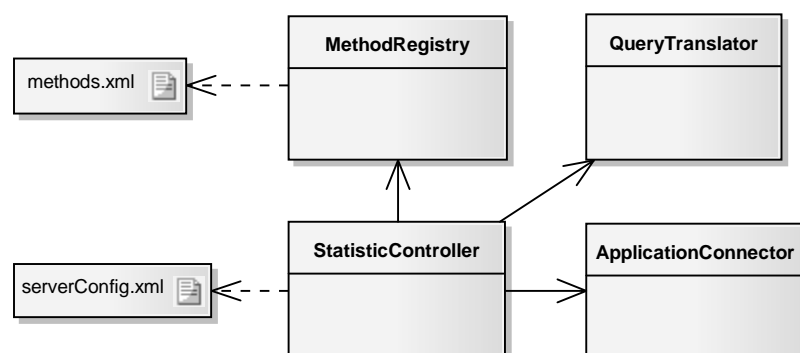 MethodRegistry
QueryTranslator
methods.xml
StatisticController
ApplicationConnector
serverConfig.xml